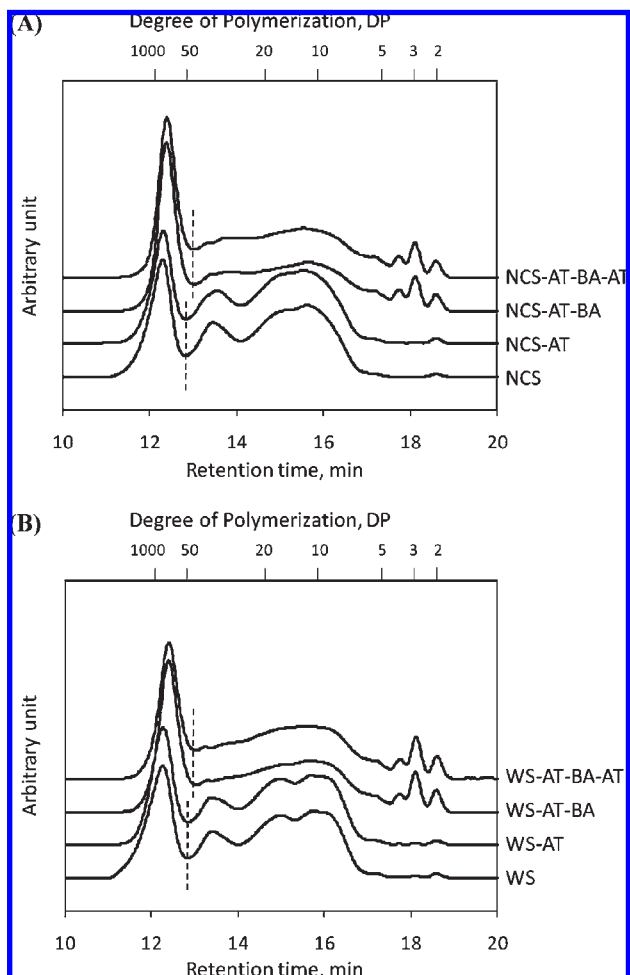 (A)
Degree of Polymerization, DP
1000 50 20 10 5 3 2
Arbitrary unit
NCS-AT-BA-AT
NCS-AT-BA
NCS-AT
NCS
10 12 14 16 18 20
Retention time, min
(B)
Degree of Polymerization, DP
1000 50 20 10 5 3 2
Arbitrary unit
WS-AT-BA-AT
WS-AT-BA
WS-AT
WS
10 12 14 16 18 20
Retention time, min